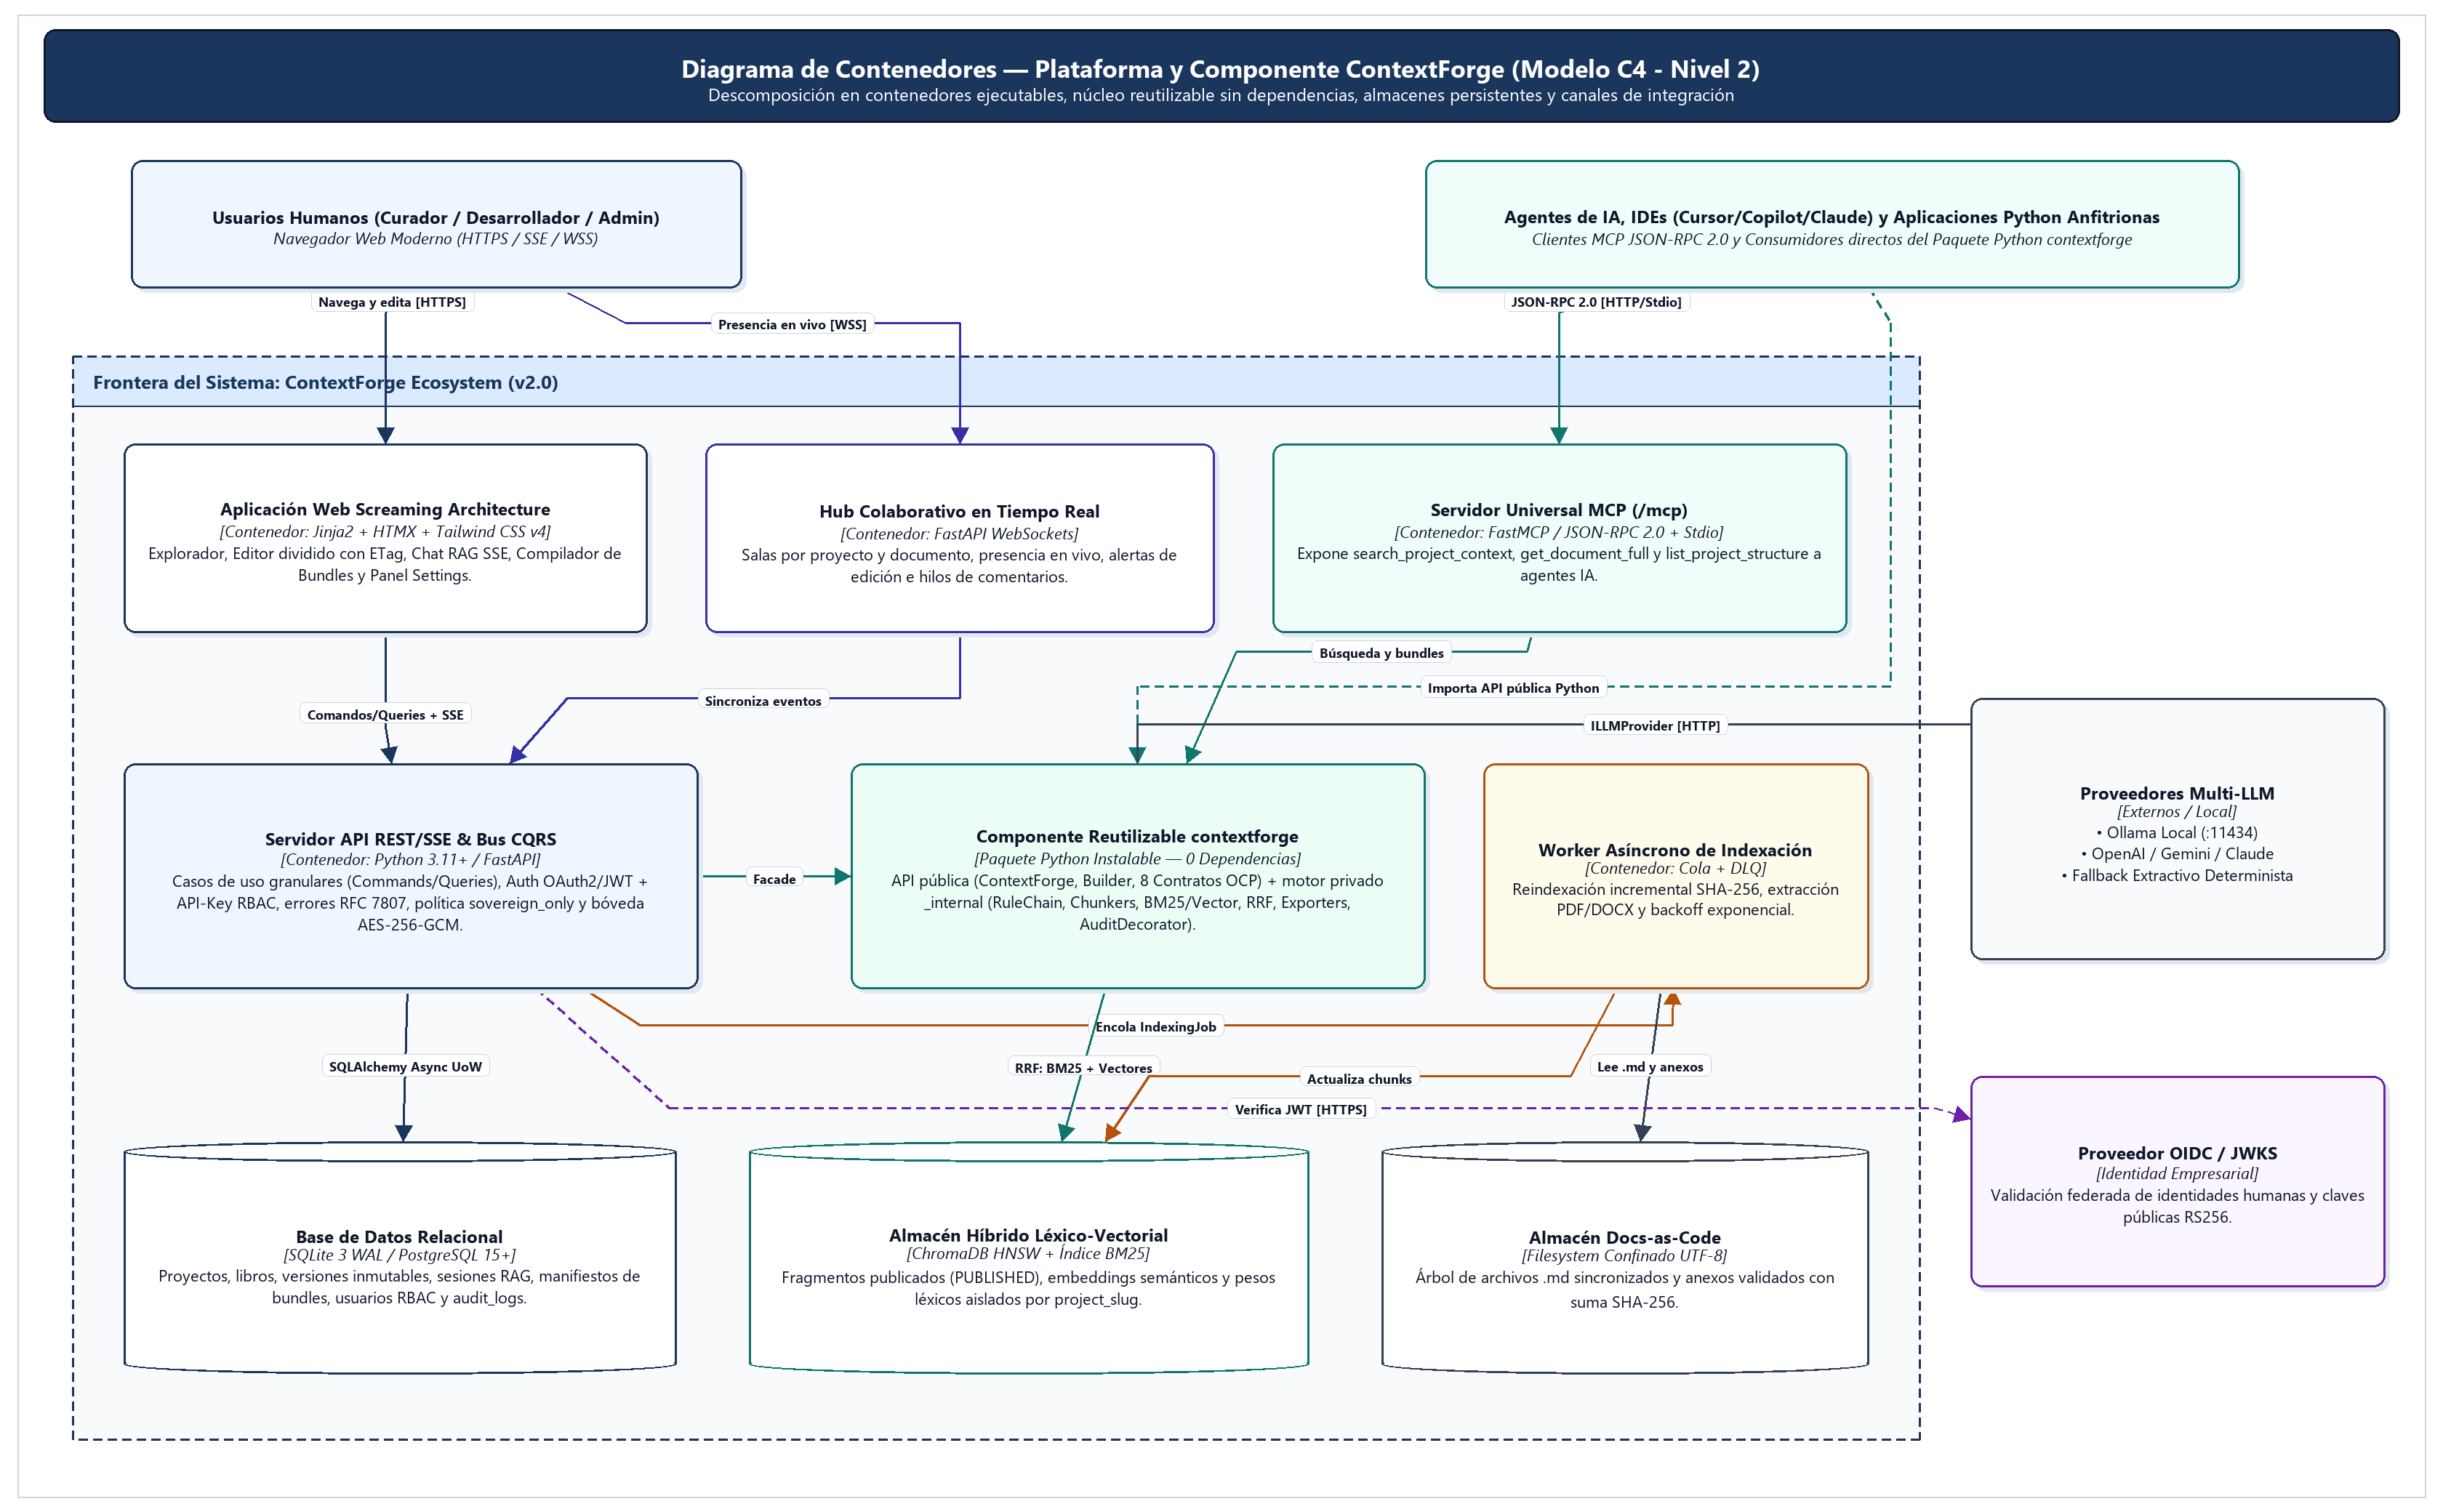 Diagrama de Contenedores — Plataforma y Componente ContextForge (Modelo C4 - Nivel 2)
Descomposición en contenedores ejecutables, núcleo reutilizable sin dependencias, almacenes persistentes y canales de integración
Usuarios Humanos (Curador / Desarrollador / Admin)
Navegador Web Moderno (HTTPS / SSE / WSS)
Agentes de IA, IDEs (Cursor/Copilot/Claude) y Aplicaciones Python Anfitrionas
Clientes MCP JSON-RPC 2.0 y Consumidores directos del Paquete Python contextforge
Navega y edita [HTTPS]
Presencia en vivo [WSS]
JSON-RPC 2.0 [HTTP/Stdio]
Frontera del Sistema: ContextForge Ecosystem (v2.0)
Aplicación Web Screaming Architecture
[Contenedor: Jinja2 + HTMX + Tailwind CSS v4]
Explorador, Editor dividido con ETag, Chat RAG SSE, Compilador de
Bundles y Panel Settings.
Hub Colaborativo en Tiempo Real
[Contenedor: FastAPI WebSockets]
Salas por proyecto y documento, presencia en vivo, alertas de
edición e hilos de comentarios.
Servidor Universal MCP (/mcp)
[Contenedor: FastMCP / JSON-RPC 2.0 + Stdio]
Expone search_project_context, get_document_full y list_project_structure a
agentes IA.
Búsqueda y bundles
Importa API pública Python
Sincroniza eventos
Comandos/Queries + SSE
ILLMProvider [HTTP]
Servidor API REST/SSE & Bus CQRS
[Contenedor: Python 3.11+ / FastAPI]
Casos de uso granulares (Commands/Queries), Auth OAuth2/JWT +
API-Key RBAC, errores RFC 7807, política sovereign_only y bóveda
AES-256-GCM.
Facade
Componente Reutilizable contextforge
[Paquete Python Instalable — 0 Dependencias]
API pública (ContextForge, Builder, 8 Contratos OCP) + motor privado
_internal (RuleChain, Chunkers, BM25/Vector, RRF, Exporters,
AuditDecorator).
Worker Asíncrono de Indexación
[Contenedor: Cola + DLQ]
Reindexación incremental SHA-256, extracción
PDF/DOCX y backoff exponencial.
Proveedores Multi-LLM
[Externos / Local]
• Ollama Local (:11434)
• OpenAI / Gemini / Claude
• Fallback Extractivo Determinista
Encola IndexingJob
SQLAlchemy Async UoW
RRF: BM25 + Vectores
Actualiza chunks
Lee .md y anexos
Verifica JWT [HTTPS]
Proveedor OIDC / JWKS
[Identidad Empresarial]
Validación federada de identidades humanas y claves
públicas RS256.
Base de Datos Relacional
[SQLite 3 WAL / PostgreSQL 15+]
Proyectos, libros, versiones inmutables, sesiones RAG, manifiestos de
bundles, usuarios RBAC y audit_logs.
Almacén Híbrido Léxico-Vectorial
[ChromaDB HNSW + Índice BM25]
Fragmentos publicados (PUBLISHED), embeddings semánticos y pesos
léxicos aislados por project_slug.
Almacén Docs-as-Code
[Filesystem Confinado UTF-8]
Árbol de archivos .md sincronizados y anexos validados con
suma SHA-256.